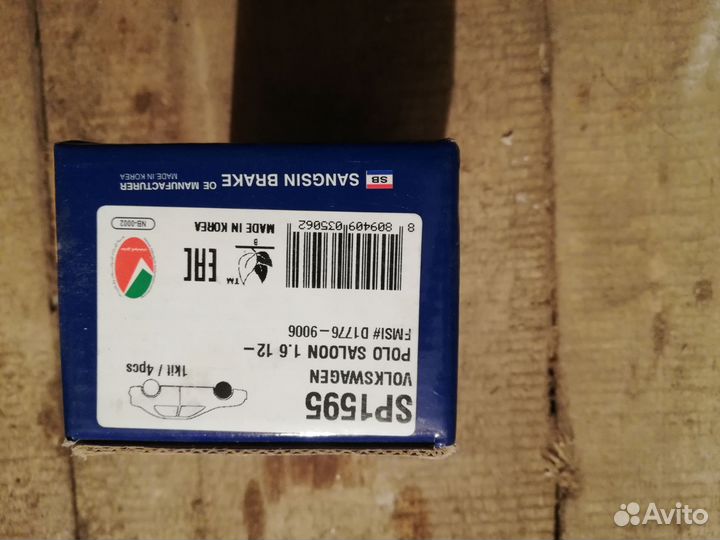 SP1595
VOLKSWAGEN
POLO SALOON 1.6 12-
FMSI# D1776-9006
1kit / 4pcs
8 809409 035062
MADE IN KOREA
TM
B
EAC
NB-0002
SB SANGSIN BRAKE
OE MANUFACTURER
MADE IN KOREA
Avito